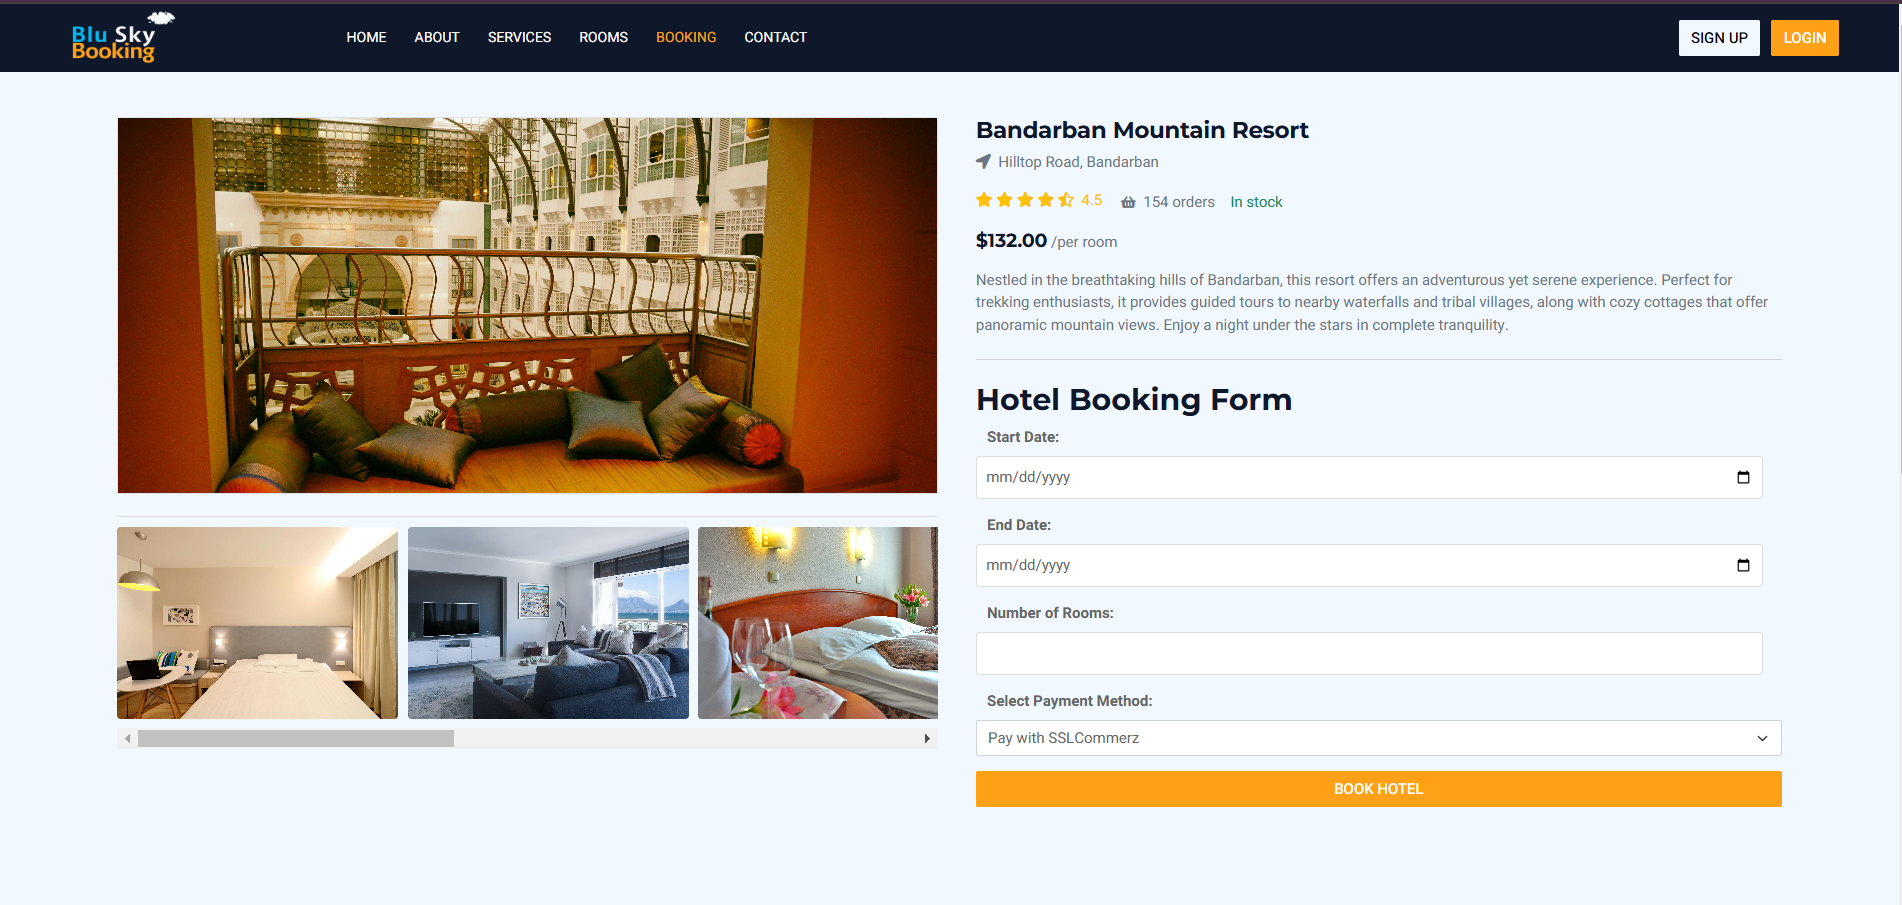 Blu Sky
Booking
HOME ABOUT SERVICES ROOMS BOOKING CONTACT
SIGN UP LOGIN
Bandarban Mountain Resort
Hilltop Road, Bandarban
4.5 154 orders In stock
$132.00 /per room
Nestled in the breathtaking hills of Bandarban, this resort offers an adventurous yet serene experience. Perfect for
trekking enthusiasts, it provides guided tours to nearby waterfalls and tribal villages, along with cozy cottages that offer
panoramic mountain views. Enjoy a night under the stars in complete tranquility.
Hotel Booking Form
Start Date:
mm/dd/yyyy
End Date:
mm/dd/yyyy
Number of Rooms:
Select Payment Method:
Pay with SSLCommerz
BOOK HOTEL